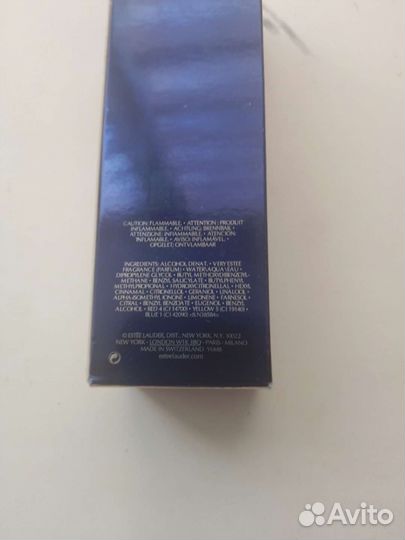 CAUTION: FLAMMABLE. • ATTENTION : PRODUIT
INFLAMMABLE. • ACHTUNG: BRENNBAR. •
ATTENZIONE: INFIAMMABILE. • ATENCIÓN:
INFLAMABLE. • AVISO: INFLAMÁVEL. •
OPGELET: ONTVLAMBAAR
INGREDIENTS: ALCOHOL DENAT. • VERY ESTEE
FRAGRANCE (PARFUM) • WATER\AQUA\EAU •
DIPROPYLENE GLYCOL • BUTYL METHOXYDIBENZOYL-
METHANE • BENZYL SALICYLATE • BUTYLPHENYL
METHYLPROPIONAL • HYDROXYCITRONELLAL • HEXYL
CINNAMAL • CITRONELLOL • GERANIOL • LINALOOL •
ALPHA-ISOMETHYL IONONE • LIMONENE • FARNESOL •
CITRAL • BENZYL BENZOATE • EUGENOL • BENZYL
ALCOHOL • RED 4 (CI 14700) • YELLOW 5 (CI 19140) •
BLUE 1 (CI 42090) <ILN38584>
© ESTÉE LAUDER, DIST., NEW YORK, N.Y. 10022
NEW YORK • LONDON W1K 3BQ • PARIS • MILANO
MADE IN SWITZERLAND
esteelauder.com
Avito